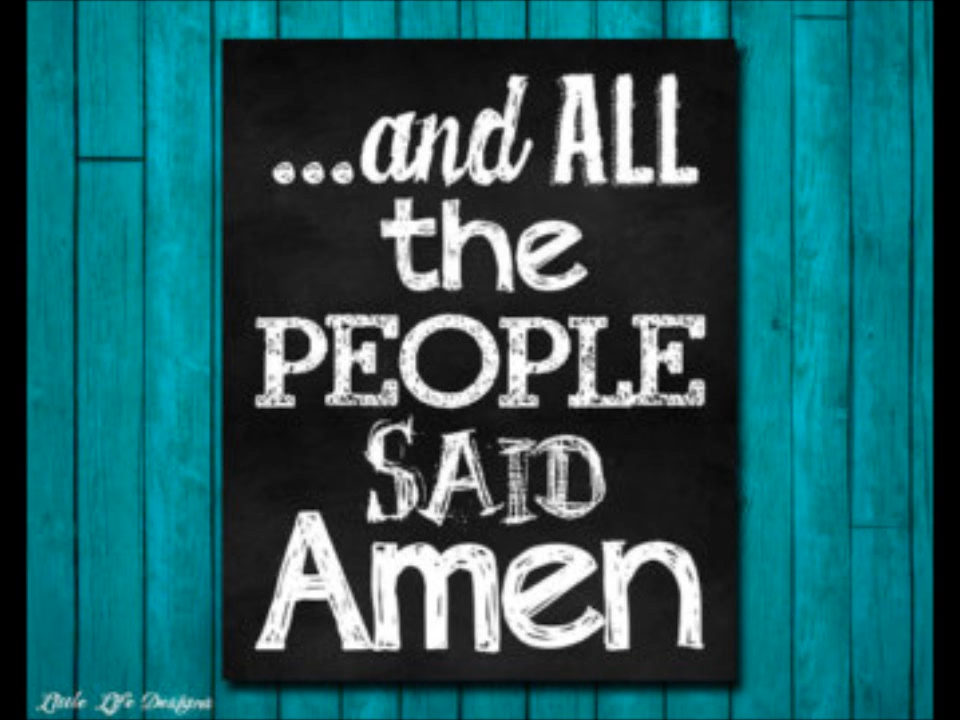 ...and ALL
the
PEOPLE
SAID
Amen
Little Life Designs